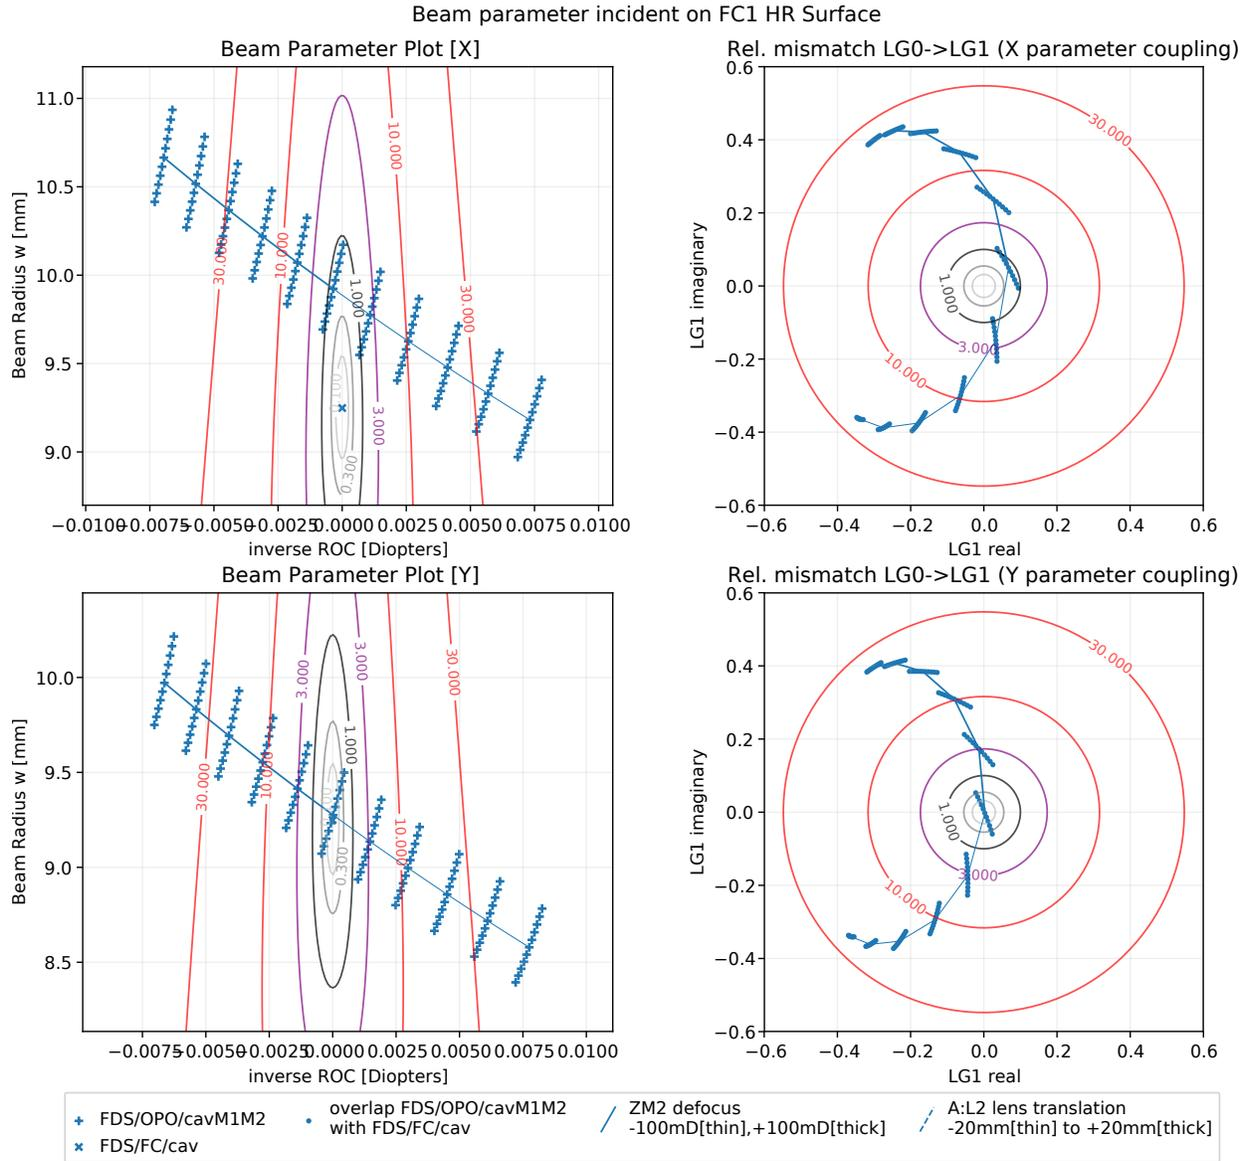 Beam parameter incident on FC1 HR Surface
Beam Parameter Plot [X]
11.0
10.5
10.0
9.5
9.0
Beam Radius w [mm]
30.000
10.000
10.000
30.000
1.000
3.000
0.300
−0.0100
−0.0075
−0.0050
−0.0025
0.0000
0.0025
0.0050
0.0075
0.0100
inverse ROC [Diopters]
Rel. mismatch LG0->LG1 (X parameter coupling)
0.6
0.4
0.2
0.0
−0.2
−0.4
−0.6
LG1 imaginary
30.000
1.000
3.000
10.000
−0.6 −0.4 −0.2 0.0 0.2 0.4 0.6
LG1 real
Beam Parameter Plot [Y]
10.0
9.5
9.0
8.5
Beam Radius w [mm]
3.000
3.000
30.000
1.000
30.000
10.000
10.000
0.300
−0.0075
−0.0050
−0.0025
0.0000
0.0025
0.0050
0.0075
0.0100
inverse ROC [Diopters]
Rel. mismatch LG0->LG1 (Y parameter coupling)
0.6
0.4
0.2
0.0
−0.2
−0.4
−0.6
LG1 imaginary
30.000
1.000
3.000
10.000
−0.6 −0.4 −0.2 0.0 0.2 0.4 0.6
LG1 real
FDS/OPO/cavM1M2
FDS/FC/cav
overlap FDS/OPO/cavM1M2
with FDS/FC/cav
ZM2 defocus
-100mD[thin],+100mD[thick]
A:L2 lens translation
-20mm[thin] to +20mm[thick]